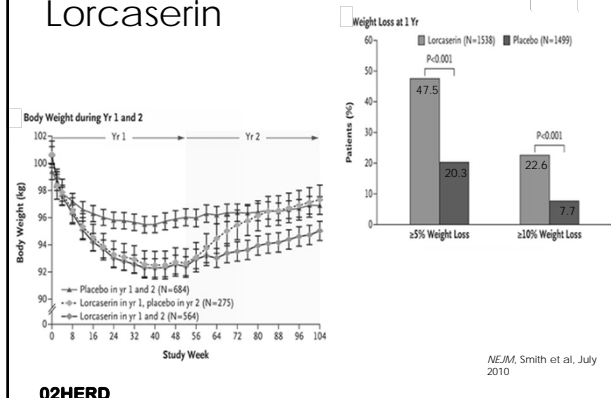 Lorcaserin
Weight Loss at 1 Yr
Lorcaserin (N=1538) Placebo (N=1499)
P<0.001
P<0.001
Patients (%)
60
50
40
30
20
10
0
47.5
20.3
22.6
7.7
≥5% Weight Loss
≥10% Weight Loss
Body Weight during Yr 1 and 2
Yr 1
Yr 2
Body Weight (kg)
102
100
98
96
94
92
90
0
Placebo in yr 1 and 2 (N=684)
Lorcaserin in yr 1, placebo in yr 2 (N=275)
Lorcaserin in yr 1 and 2 (N=564)
0 8 16 24 32 40 48 56 64 72 80 88 96 104
Study Week
NEJM, Smith et al, July
2010
02HERD